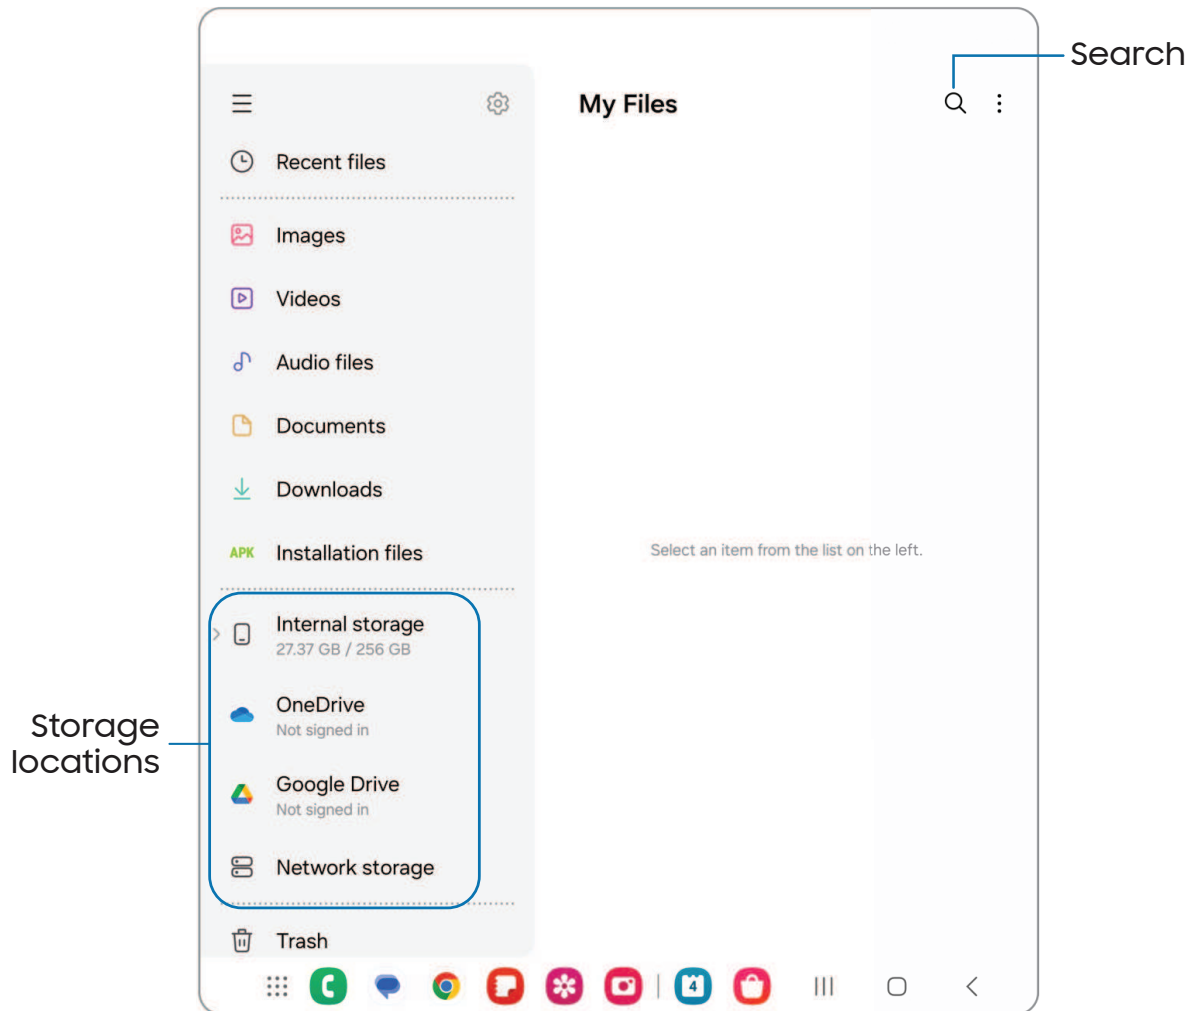 Search
My Files
Recent files
Images
Videos
Audio files
Documents
Downloads
APK Installation files
Select an item from the list on the left.
Internal storage
27.37 GB / 256 GB
OneDrive
Not signed in
Google Drive
Not signed in
Network storage
Storage
locations
Trash
4